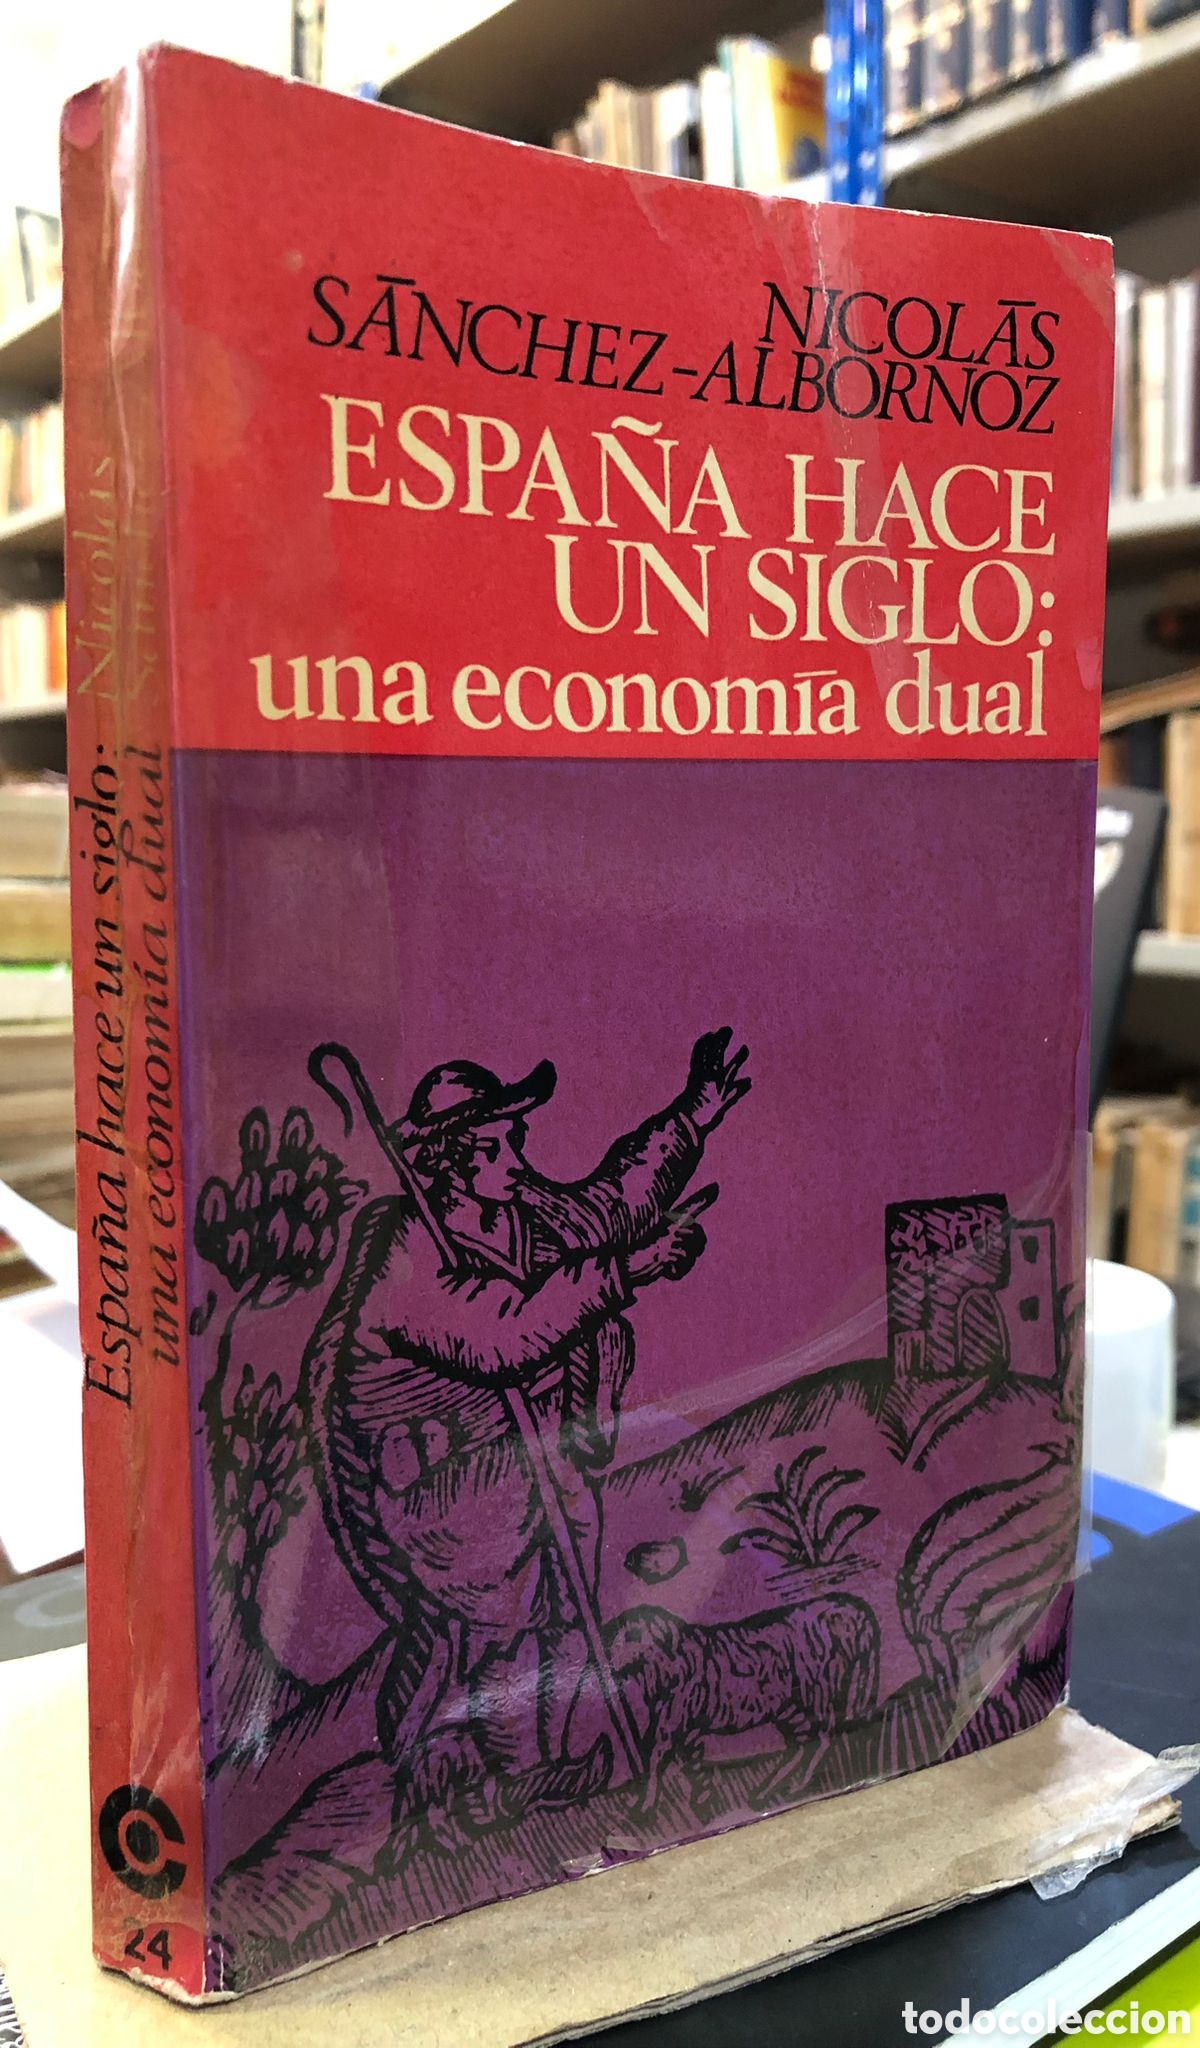 NICOLĀS
SĀNCHEZ-ALBORNOZ
ESPAÑA HACE
UN SIGLO:
una economīa dual
Nicolás
España hace un siglo:
una economía dual
24
todocoleccion